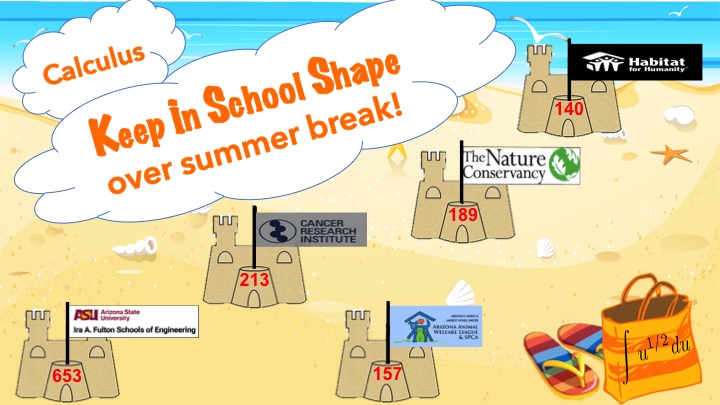 Calculus
Keep in School Shape
over summer break!
Habitat
for Humanity
140
The Nature
Conservancy
189
CANCER
RESEARCH
INSTITUTE
213
ASU Arizona State
University
Ira A. Fulton Schools of Engineering
653
ARIZONA ANIMAL
WELFARE LEAGUE
& SPCA
157
∫ u^{1/2} du